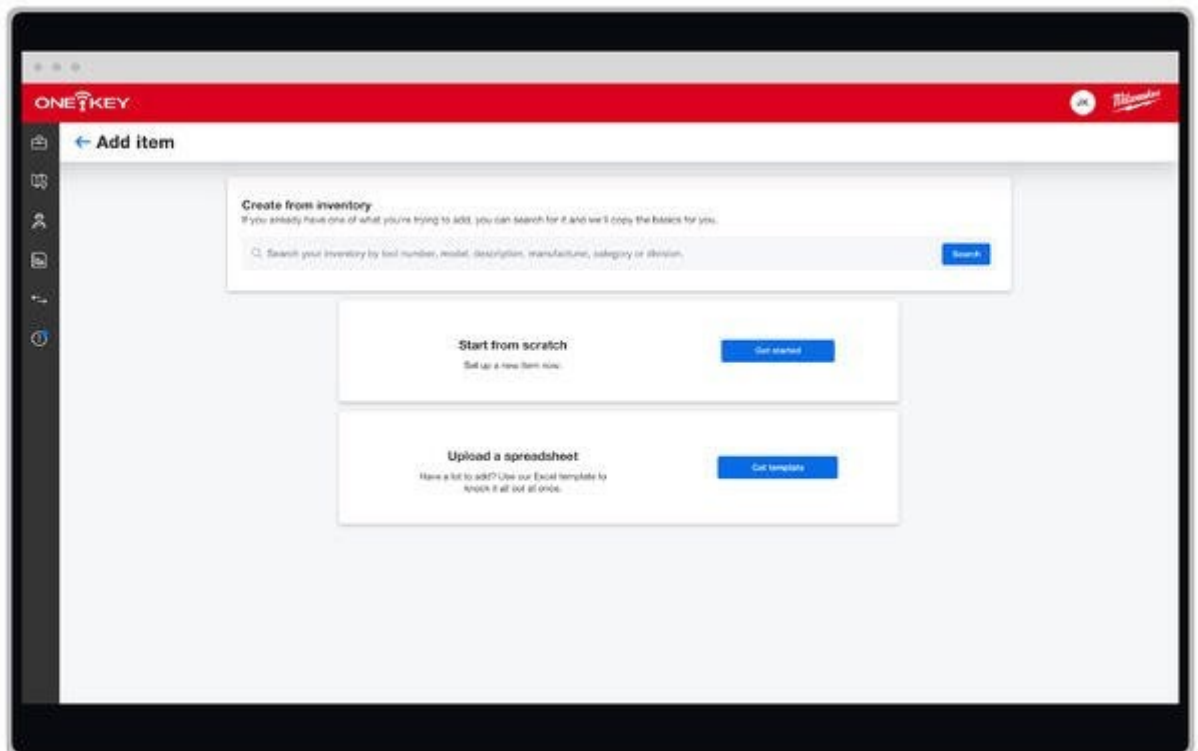 ONE KEY
JK
Milwaukee
← Add item
Create from inventory
If you already have one of what you're trying to add, you can search for it and we'll copy the basics for you.
Search your inventory by tool number, model, description, manufacturer, category or division.
Search
Start from scratch
Get started
Set up a new item now.
Upload a spreadsheet
Get template
Have a lot to add? Use our Excel template to
knock it all out at once.